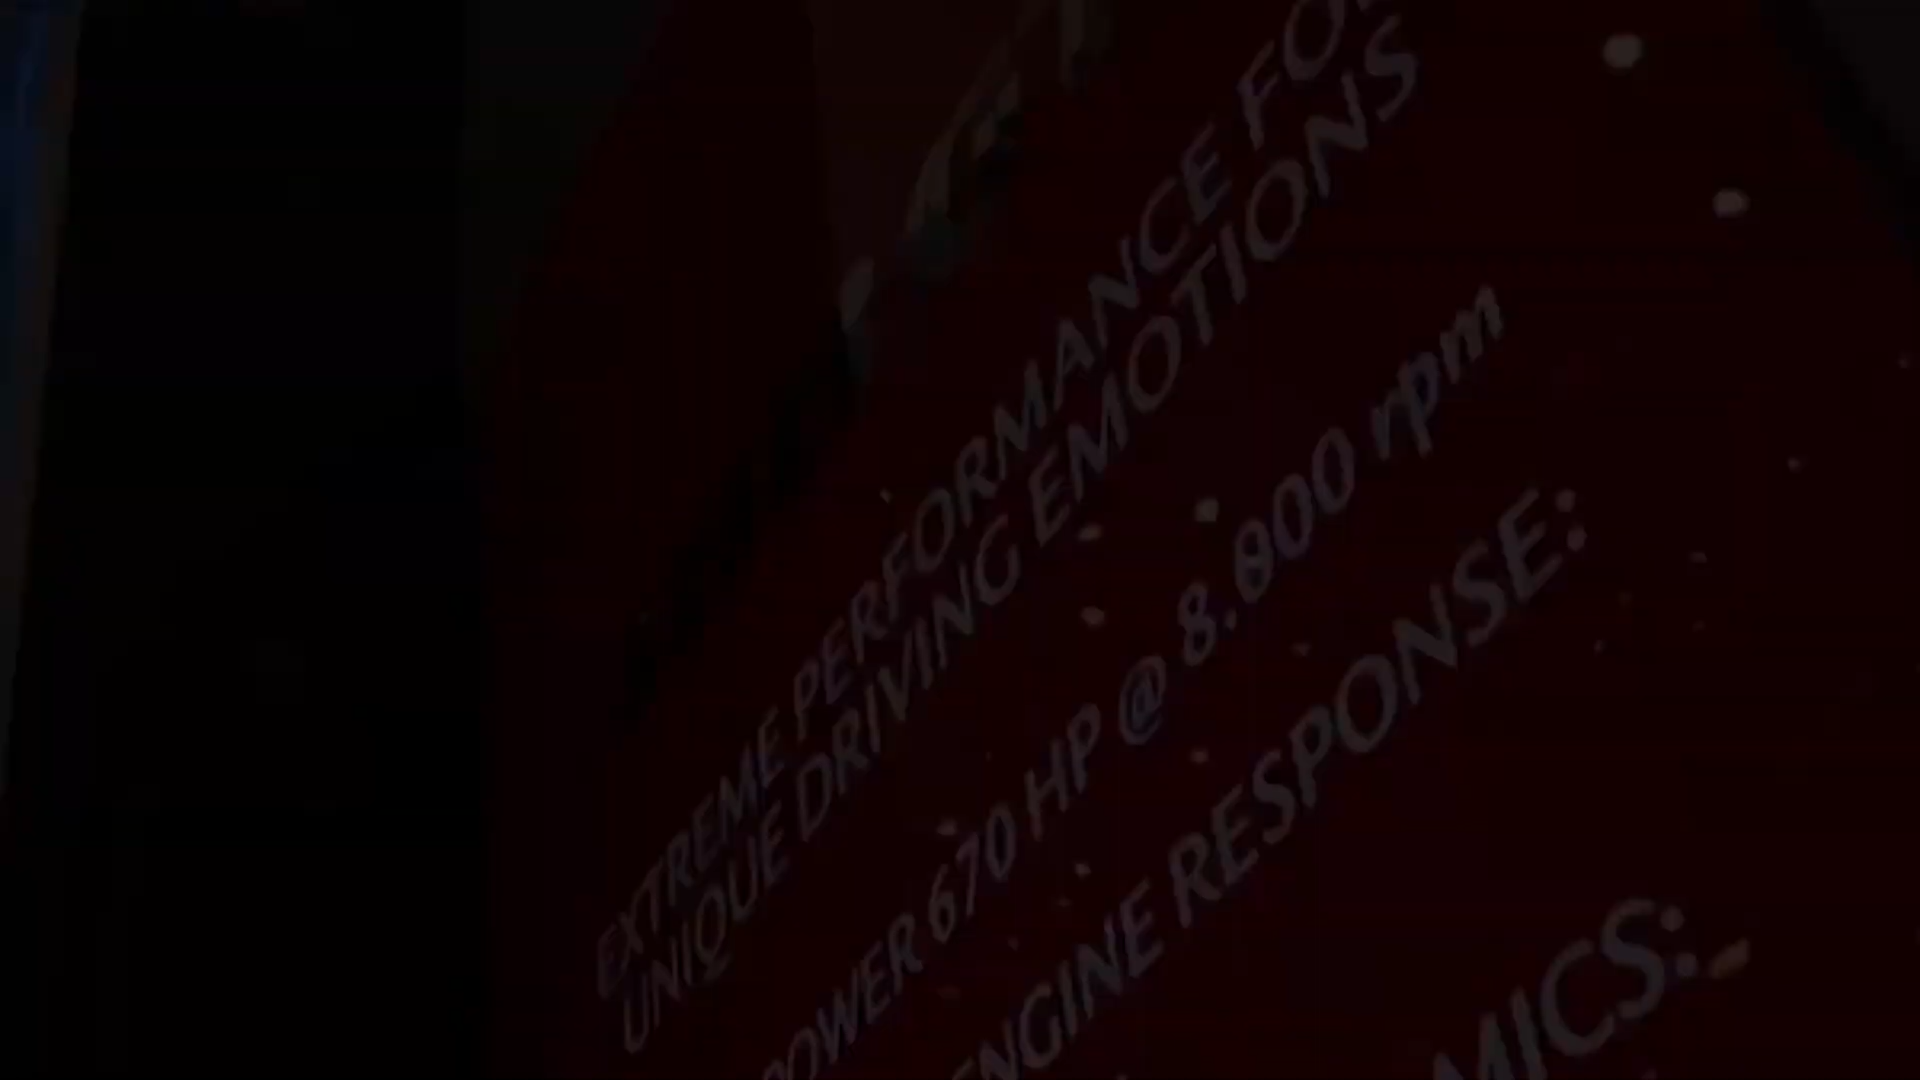 EXTREME PERFORMANCE FO
UNIQUE DRIVING EMOTIONS
POWER 670 HP @ 8.000 rpm
ENGINE RESPONSE:
MICS: